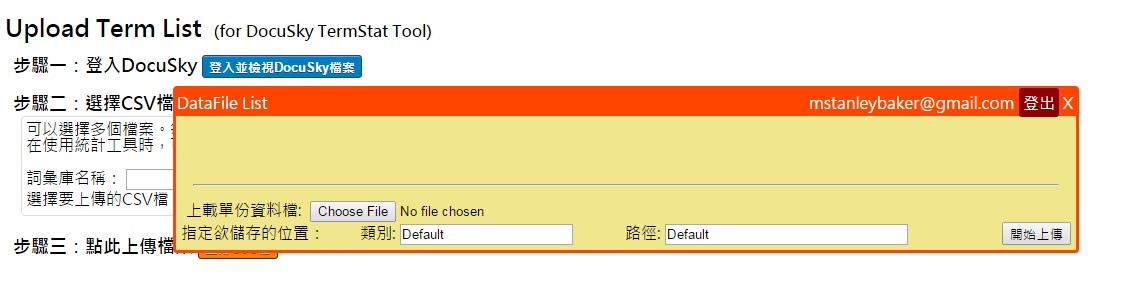 Upload Term List (for DocuSky TermStat Tool)
步驟一：登入DocuSky 登入並檢視DocuSky檔案
步驟二：選擇CSV檔
DataFile List mstanleybaker@gmail.com 登出 X
可以選擇多個檔案。
在使用統計工具時，
詞彙庫名稱：
選擇要上傳的CSV檔
上載單份資料檔: Choose File No file chosen
指定欲儲存的位置： 類別: Default 路徑: Default 開始上傳
步驟三：點此上傳檔